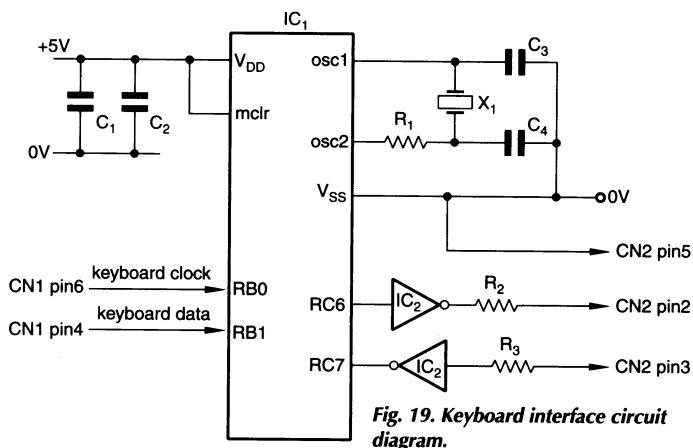 IC1
+5V
VDD
osc1
C3
C1
C2
mclr
X1
R1
osc2
C4
0V
VSS
0V
CN2 pin5
CN1 pin6
keyboard clock
RB0
RC6
IC2
R2
CN2 pin2
CN1 pin4
keyboard data
RB1
RC7
IC2
R3
CN2 pin3
Fig. 19. Keyboard interface circuit
diagram.